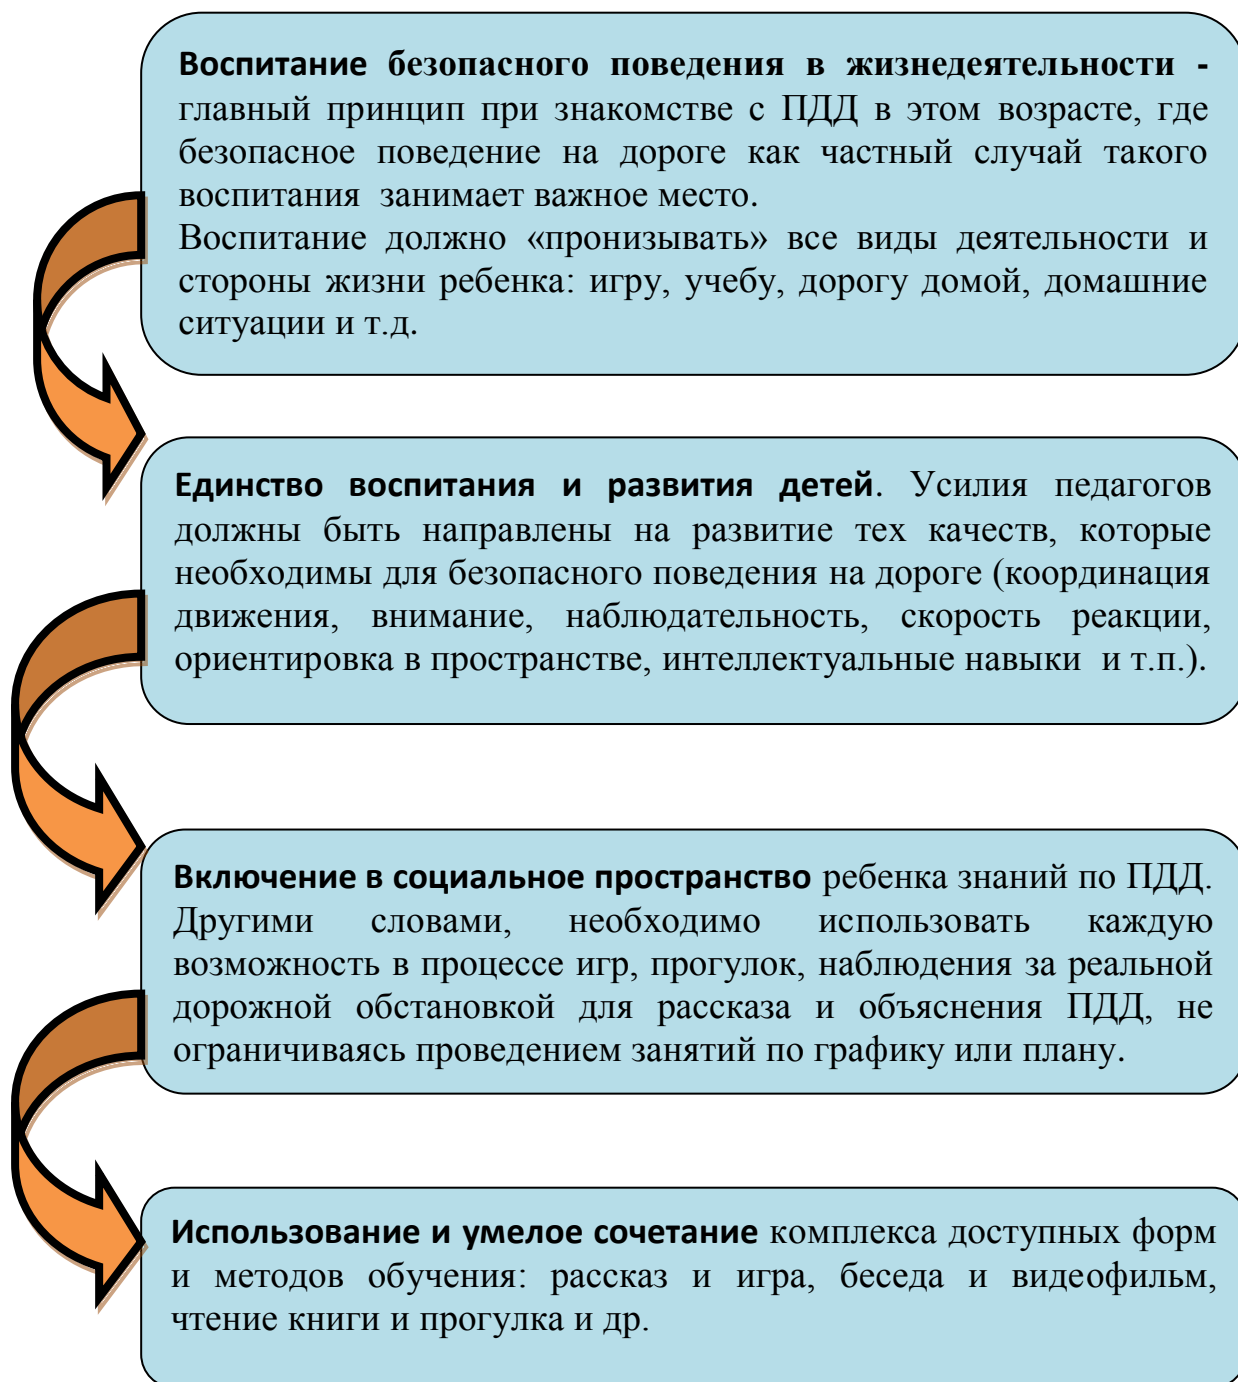 Воспитание безопасного поведения в жизнедеятельности -
главный принцип при знакомстве с ПДД в этом возрасте, где
безопасное поведение на дороге как частный случай такого
воспитания занимает важное место.
Воспитание должно «пронизывать» все виды деятельности и
стороны жизни ребенка: игру, учебу, дорогу домой, домашние
ситуации и т.д.
Единство воспитания и развития детей. Усилия педагогов
должны быть направлены на развитие тех качеств, которые
необходимы для безопасного поведения на дороге (координация
движения, внимание, наблюдательность, скорость реакции,
ориентировка в пространстве, интеллектуальные навыки и т.п.).
Включение в социальное пространство ребенка знаний по ПДД.
Другими словами, необходимо использовать каждую
возможность в процессе игр, прогулок, наблюдения за реальной
дорожной обстановкой для рассказа и объяснения ПДД, не
ограничиваясь проведением занятий по графику или плану.
Использование и умелое сочетание комплекса доступных форм
и методов обучения: рассказ и игра, беседа и видеофильм,
чтение книги и прогулка и др.